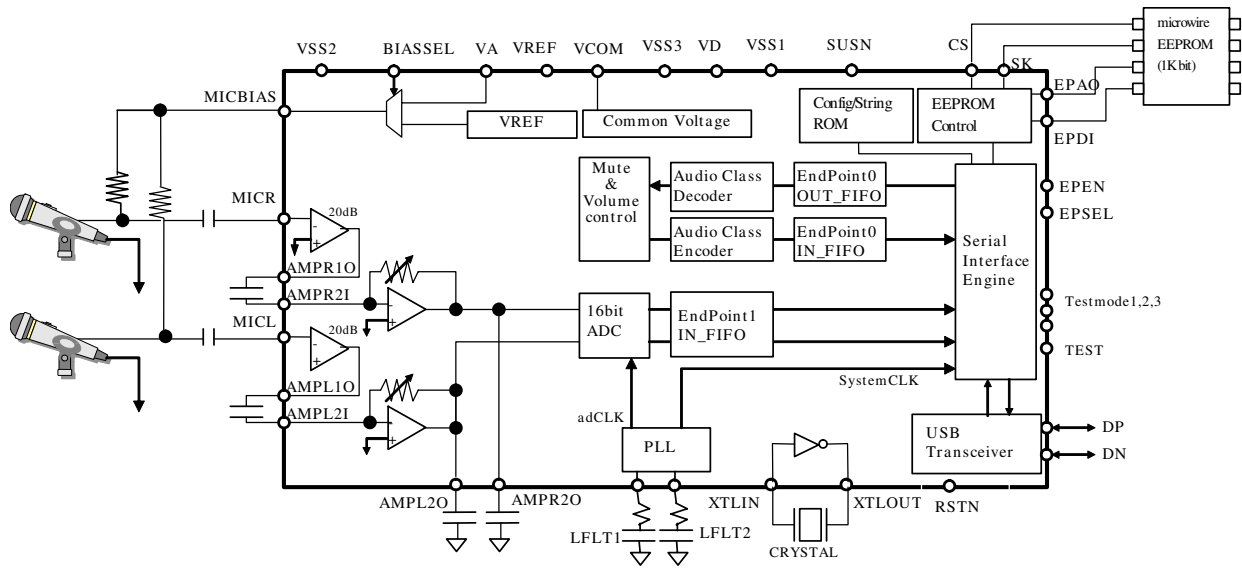 microwire
EEPROM
(1Kbit)
VSS2
BIASSEL
VA
VREF
VCOM
VSS3
VD
VSS1
SUSN
CS
SK
EPAO
EPDI
MICBIAS
VREF
Common Voltage
Config/String
ROM
EEPROM
Control
Mute
&
Volume
control
Audio Class
Decoder
EndPoint0
OUT_FIFO
Audio Class
Encoder
EndPoint0
IN_FIFO
Serial
Interface
Engine
EPEN
EPSEL
MICR
20dB
-
+
AMPR1O
AMPR2I
-
+
MICL
20dB
-
+
AMPL1O
AMPL2I
-
+
16bit
ADC
EndPoint1
IN_FIFO
Testmode1,2,3
TEST
SystemCLK
adCLK
PLL
USB
Transceiver
DP
DN
AMPL2O
AMPR2O
LFLT1
LFLT2
XTLIN
XTLOUT
CRYSTAL
RSTN